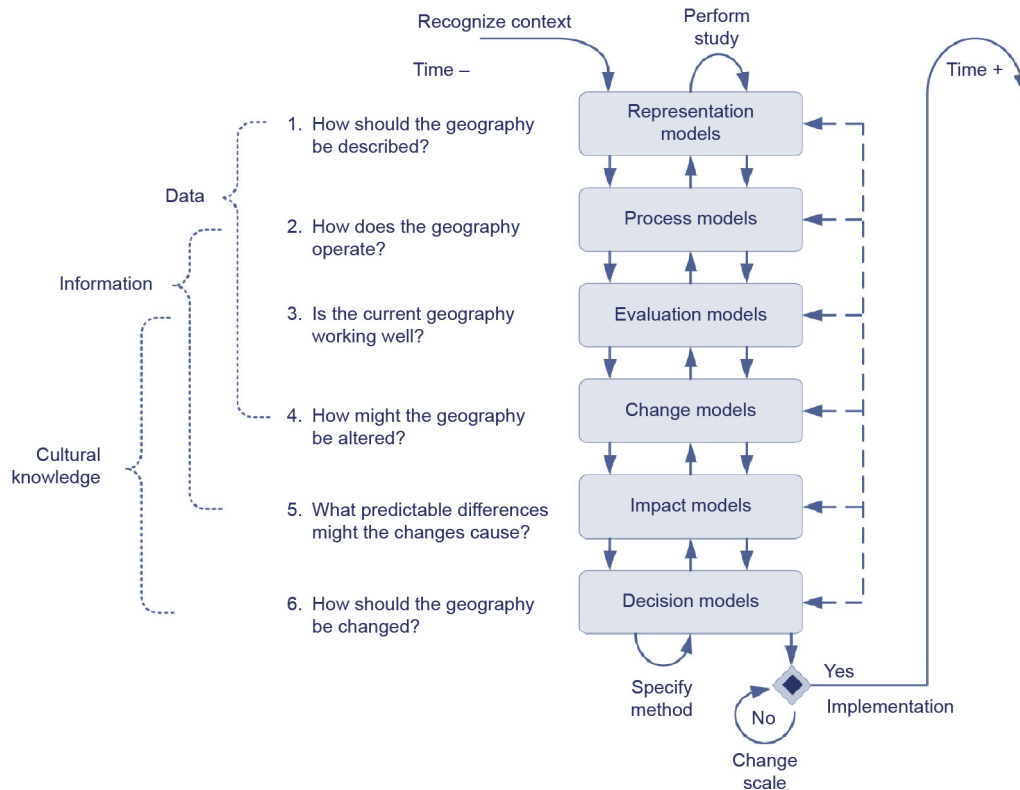 Recognize context
Perform
study
Time –
Time +
Representation
models
1. How should the geography
be described?
Data
Process models
2. How does the geography
operate?
Information
Evaluation models
3. Is the current geography
working well?
Change models
4. How might the geography
be altered?
Cultural
knowledge
Impact models
5. What predictable differences
might the changes cause?
Decision models
6. How should the geography
be changed?
Specify
method
Yes
Implementation
No
Change
scale